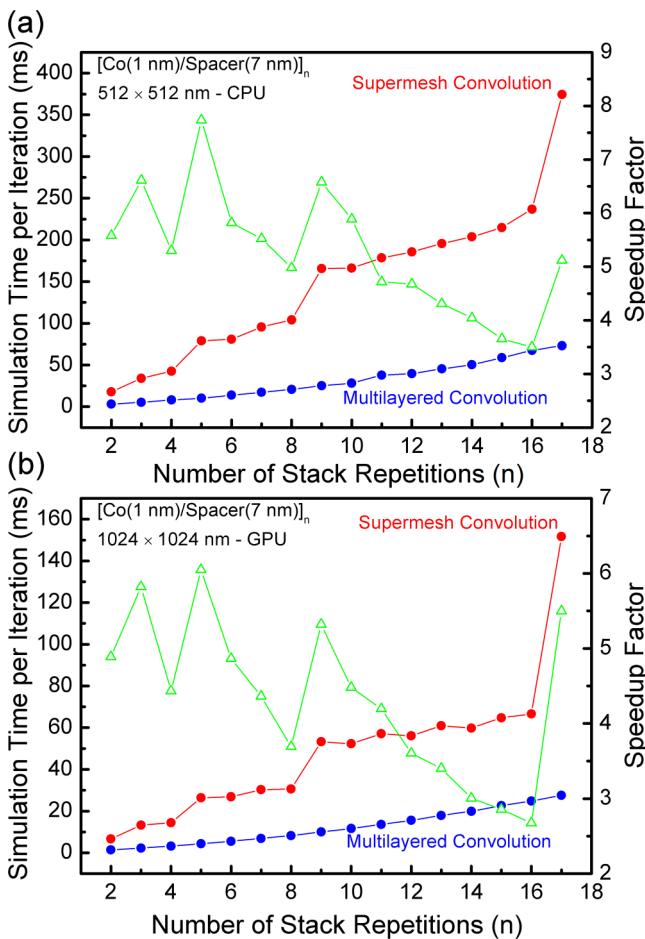 (a)
[Co(1 nm)/Spacer(7 nm)]n
512 × 512 nm - CPU
Supermesh Convolution
Multilayered Convolution
Simulation Time per Iteration (ms)
400
350
300
250
200
150
100
50
0
Speedup Factor
9
8
7
6
5
4
3
2
2 4 6 8 10 12 14 16 18
Number of Stack Repetitions (n)
(b)
[Co(1 nm)/Spacer(7 nm)]n
1024 × 1024 nm - GPU
Supermesh Convolution
Multilayered Convolution
Simulation Time per Iteration (ms)
160
140
120
100
80
60
40
20
0
Speedup Factor
7
6
5
4
3
2
2 4 6 8 10 12 14 16 18
Number of Stack Repetitions (n)